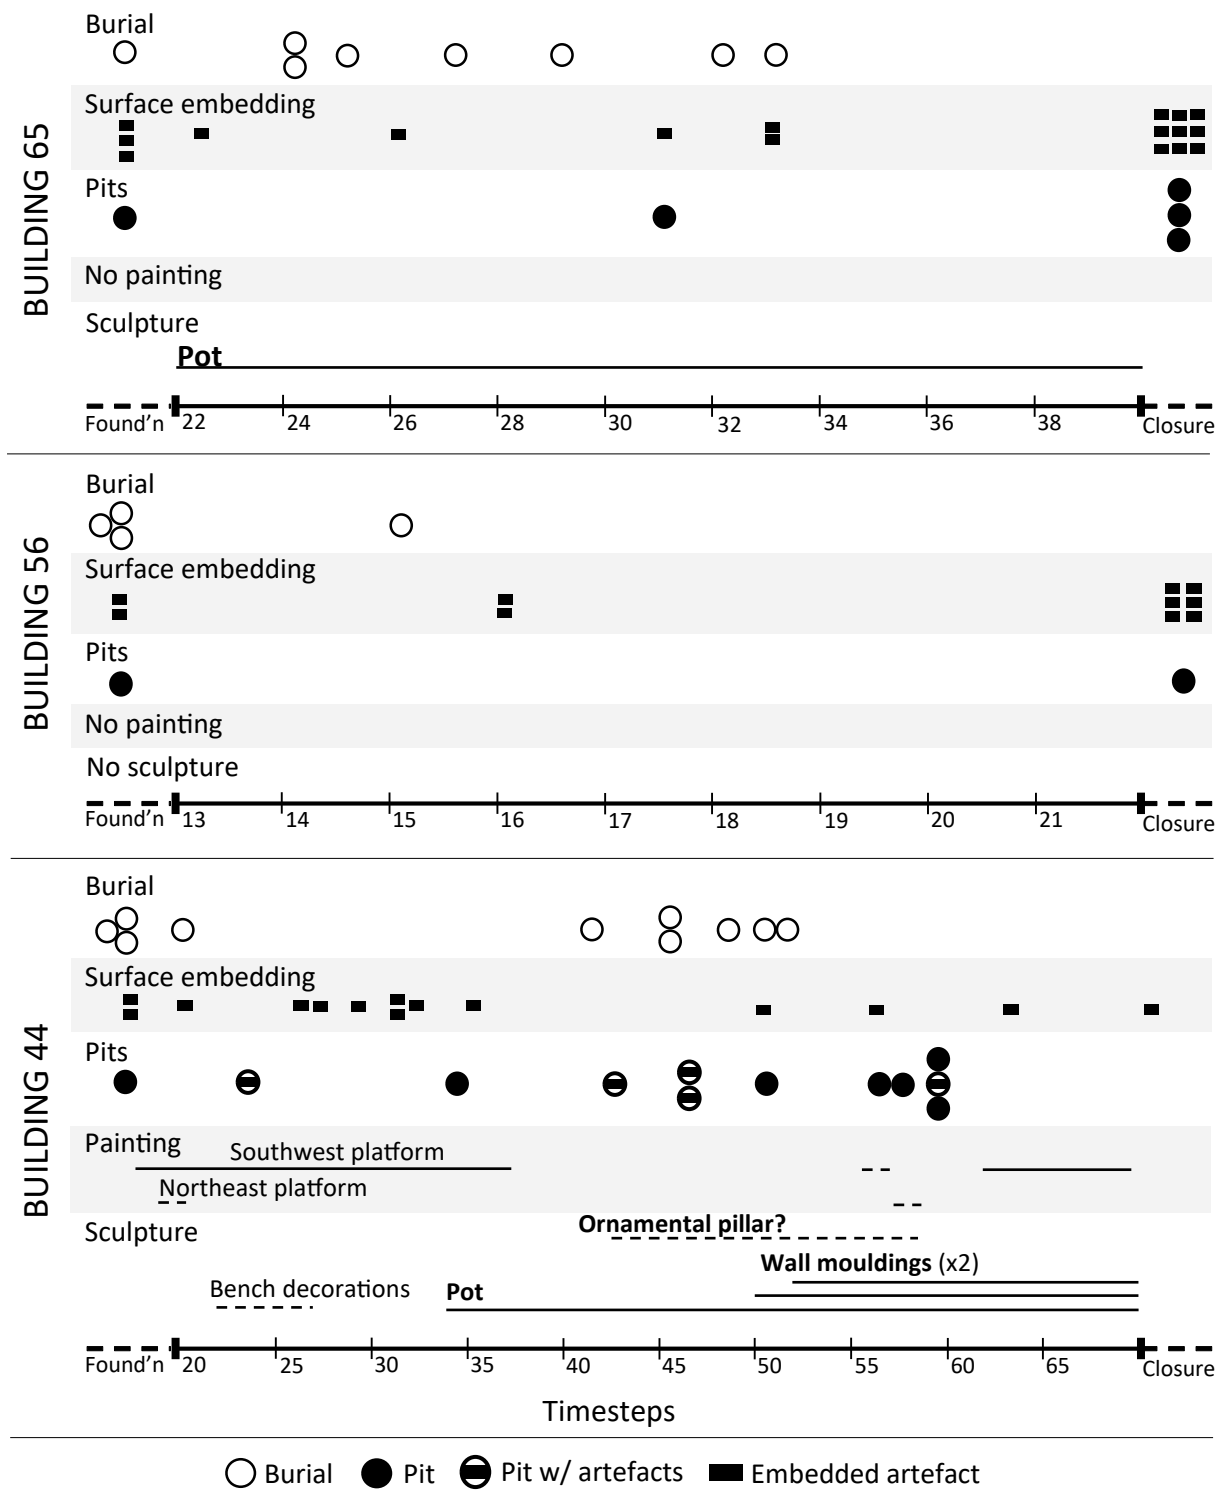 BUILDING 65
Burial
Surface embedding
Pits
No painting
Sculpture
Pot
Found'n 22 24 26 28 30 32 34 36 38 Closure
BUILDING 56
Burial
Surface embedding
Pits
No painting
No sculpture
Found'n 13 14 15 16 17 18 19 20 21 Closure
BUILDING 44
Burial
Surface embedding
Pits
Painting
Southwest platform
Northeast platform
Sculpture
Ornamental pillar?
Wall mouldings (x2)
Bench decorations
Pot
Found'n 20 25 30 35 40 45 50 55 60 65 Closure
Timesteps
Burial Pit Pit w/ artefacts Embedded artefact